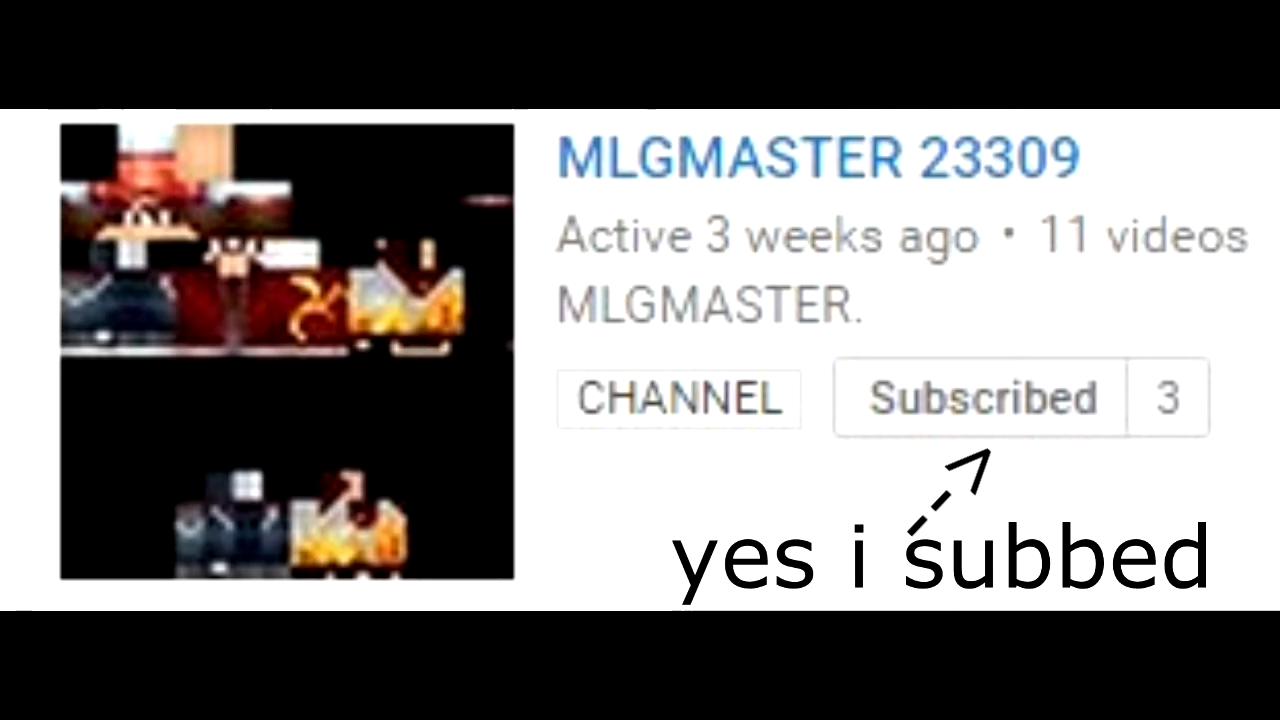 MLGMASTER 23309
Active 3 weeks ago • 11 videos
MLGMASTER.
CHANNEL Subscribed 3
yes i subbed